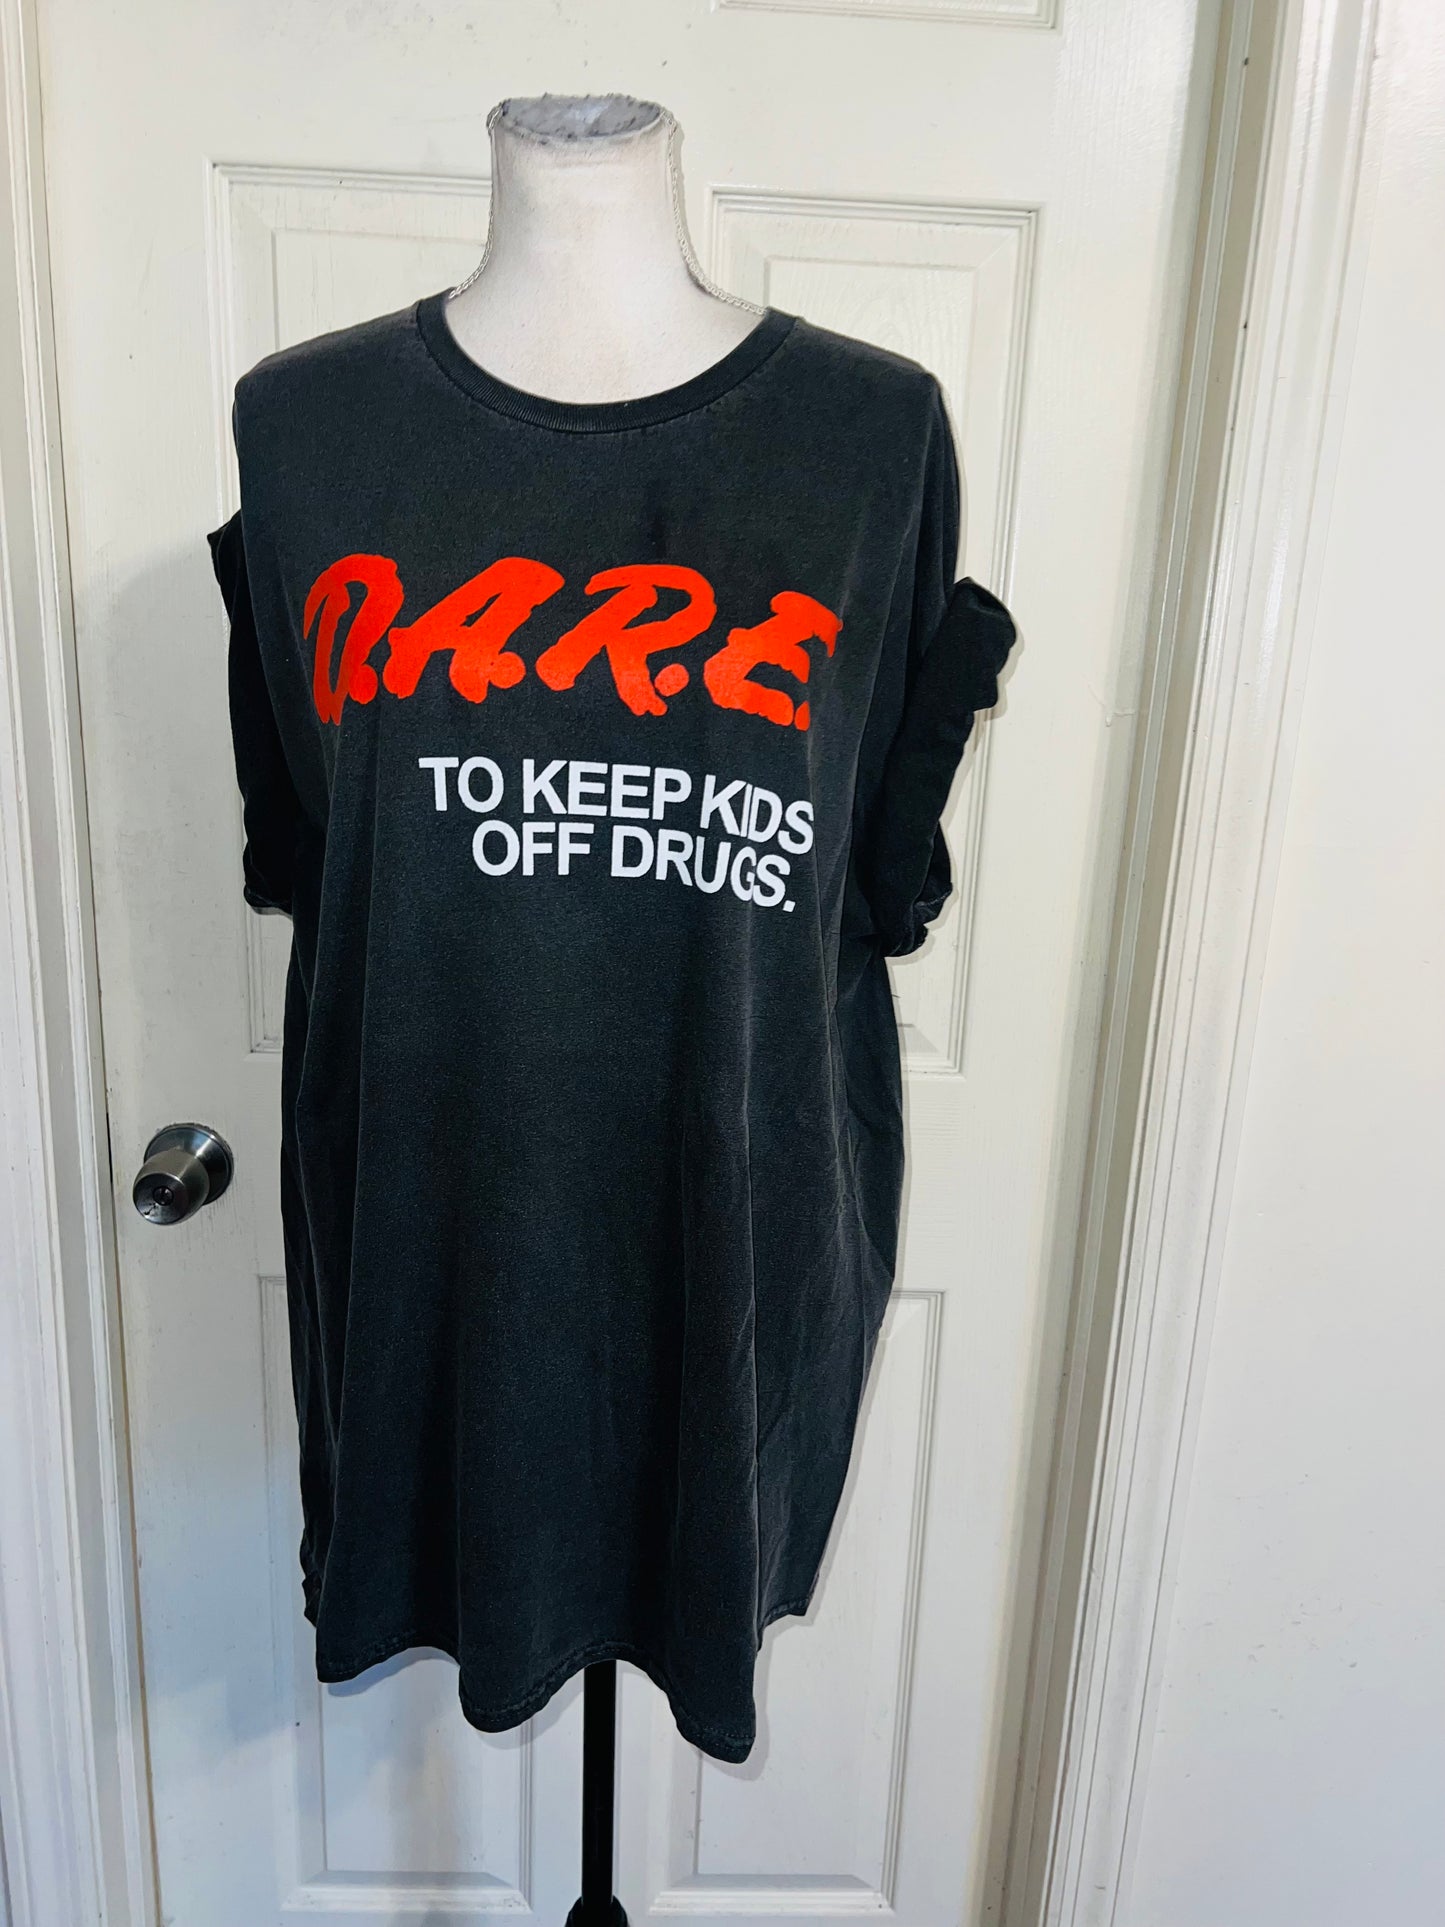 D.A.R.E.
TO KEEP KIDS
OFF DRUGS.